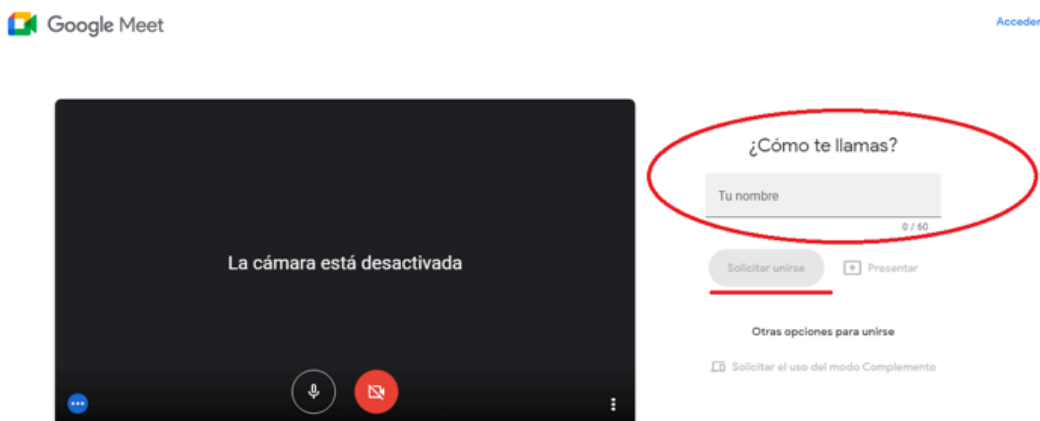 Google Meet
Acceder
¿Cómo te llamas?
Tu nombre
0 / 60
La cámara está desactivada
Solicitar unirse
Presentar
Otras opciones para unirse
Solicitar el uso del modo Complemento